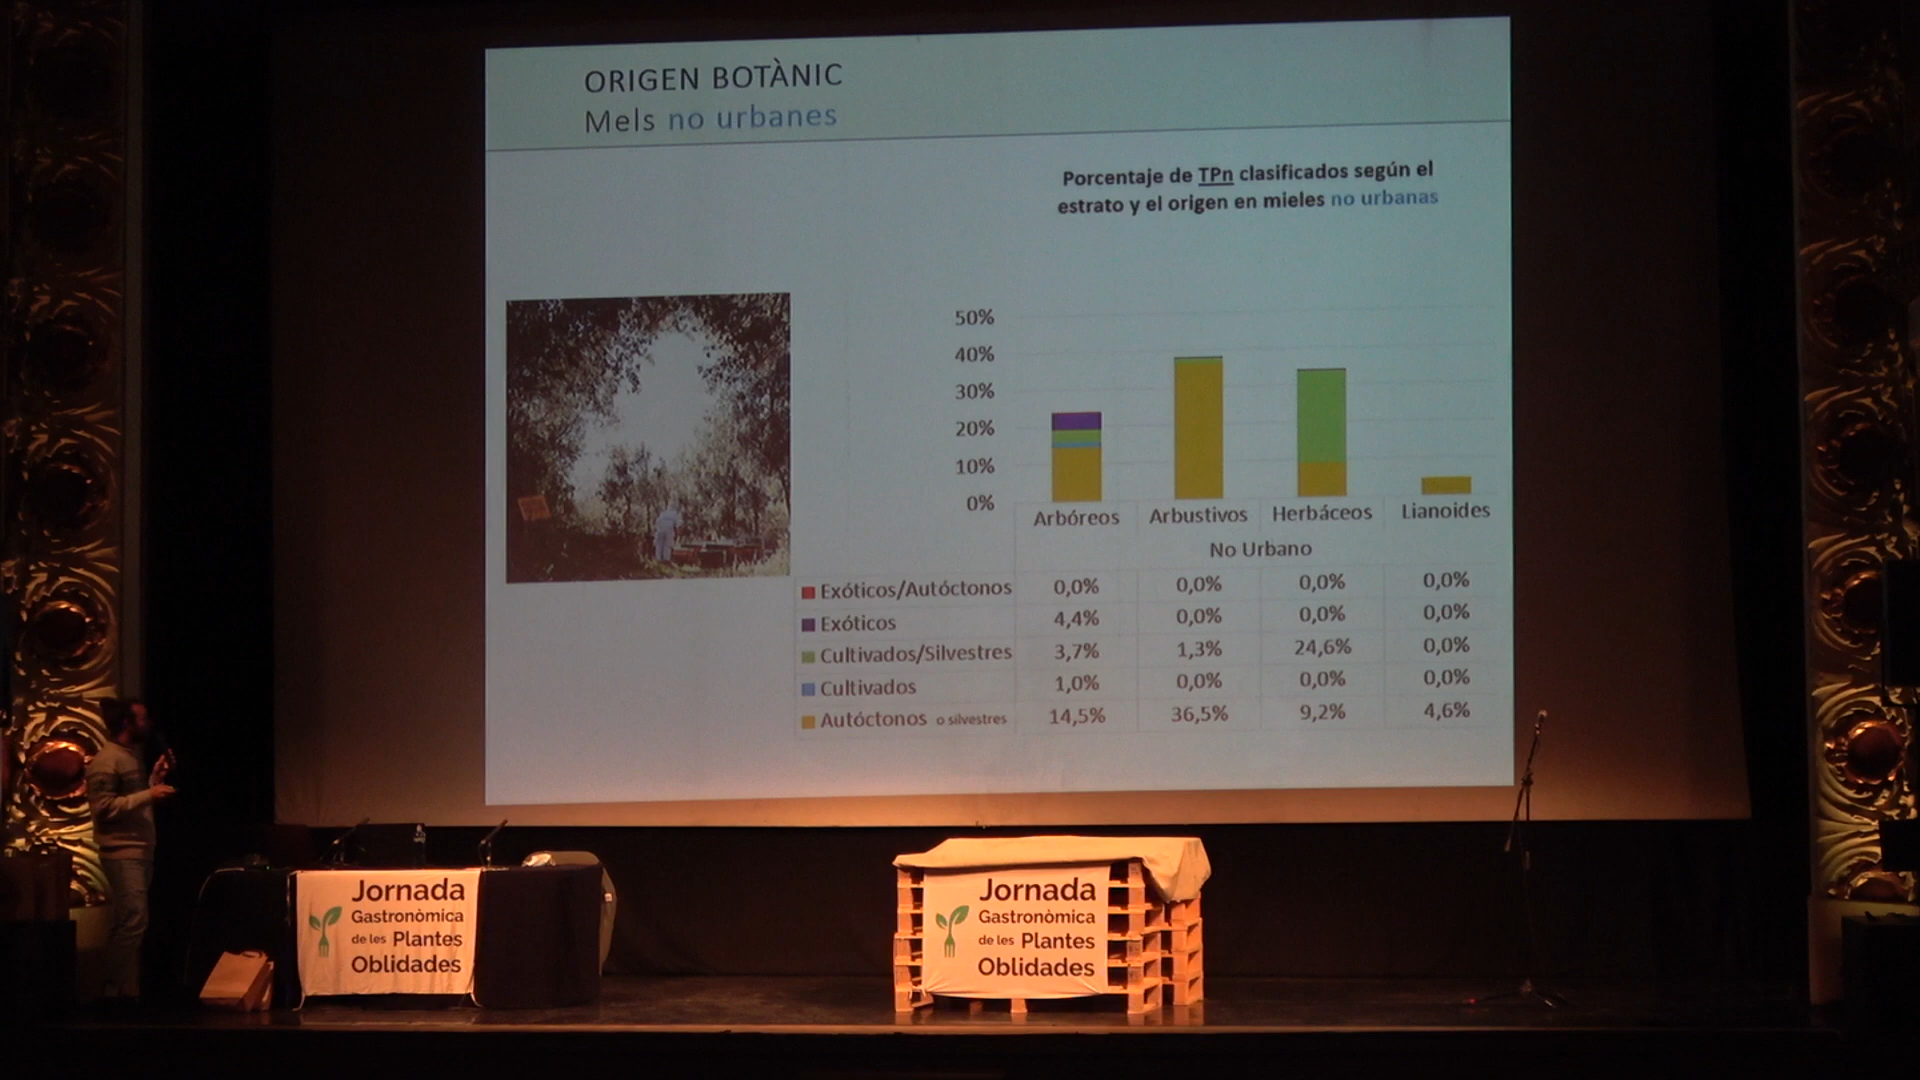 ORIGEN BOTÀNIC
Mels no urbanes
Porcentaje de TPn clasificados según el
estrato y el origen en mieles no urbanas
50%
40%
30%
20%
10%
0%
Arbóreos Arbustivos Herbáceos Lianoides
No Urbano
Exóticos/Autóctonos 0,0% 0,0% 0,0% 0,0%
Exóticos 4,4% 0,0% 0,0% 0,0%
Cultivados/Silvestres 3,7% 1,3% 24,6% 0,0%
Cultivados 1,0% 0,0% 0,0% 0,0%
Autóctonos o silvestres 14,5% 36,5% 9,2% 4,6%
Jornada
Gastronòmica
de les Plantes
Oblidades
Jornada
Gastronòmica
de les Plantes
Oblidades